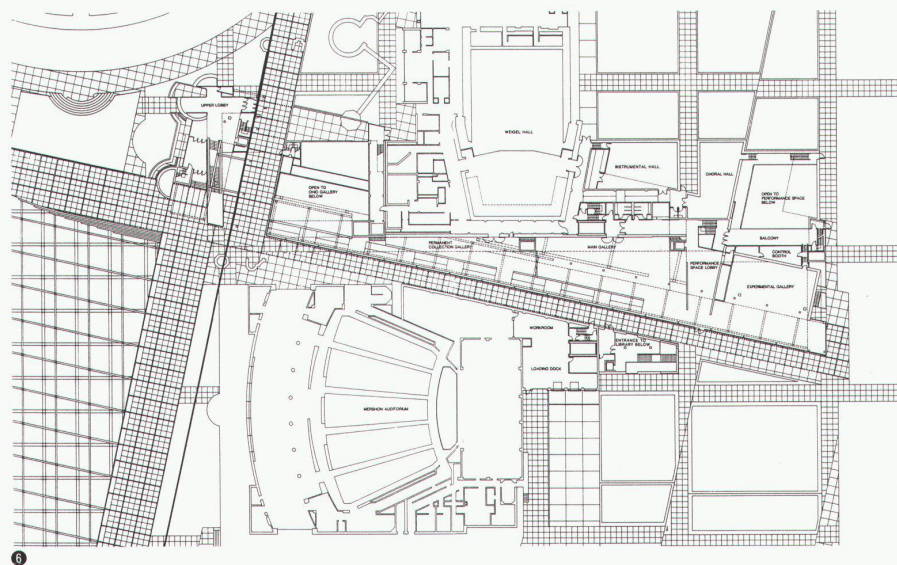 UPPER LOBBY
WEIGEL HALL
INSTRUMENTAL HALL
CHORAL HALL
OPEN TO
OHIO GALLERY
BELOW
OPEN TO
PERFORMANCE SPACE
BELOW
BALCONY
PERMANENT
COLLECTION GALLERY
MAIN GALLERY
CONTROL
BOOTH
PERFORMANCE
SPACE LOBBY
EXPERIMENTAL GALLERY
WORKROOM
ENTRANCE TO
LIBRARY BELOW
LOADING DOCK
MERSHON AUDITORIUM
6